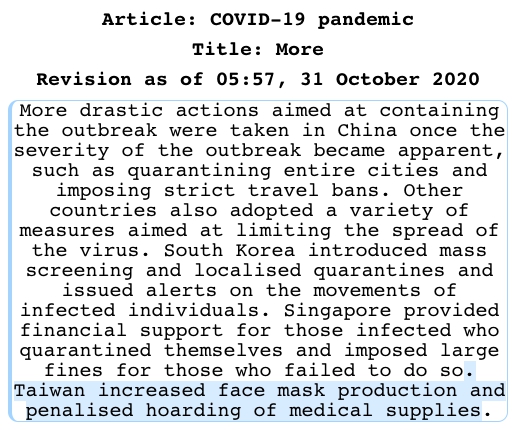 Article: COVID-19 pandemic
Title: More
Revision as of 05:57, 31 October 2020
More drastic actions aimed at containing
the outbreak were taken in China once the
severity of the outbreak became apparent,
such as quarantining entire cities and
imposing strict travel bans. Other
countries also adopted a variety of
measures aimed at limiting the spread of
the virus. South Korea introduced mass
screening and localised quarantines and
issued alerts on the movements of
infected individuals. Singapore provided
financial support for those infected who
quarantined themselves and imposed large
fines for those who failed to do so.
Taiwan increased face mask production and
penalised hoarding of medical supplies.